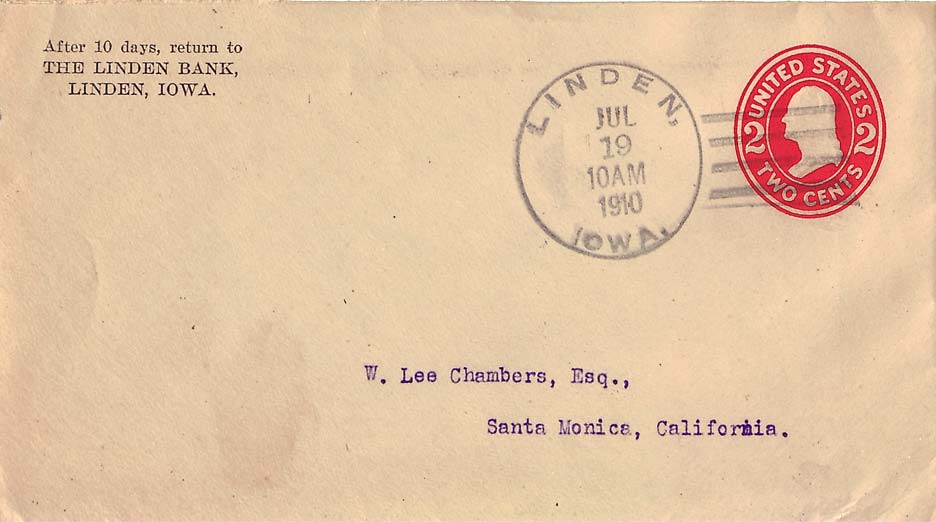 After 10 days, return to
THE LINDEN BANK,
LINDEN, IOWA.
LINDEN,
JUL
19
10AM
1910
IOWA.
UNITED STATES
2 2
TWO CENTS
W. Lee Chambers, Esq.,
Santa Monica, California.